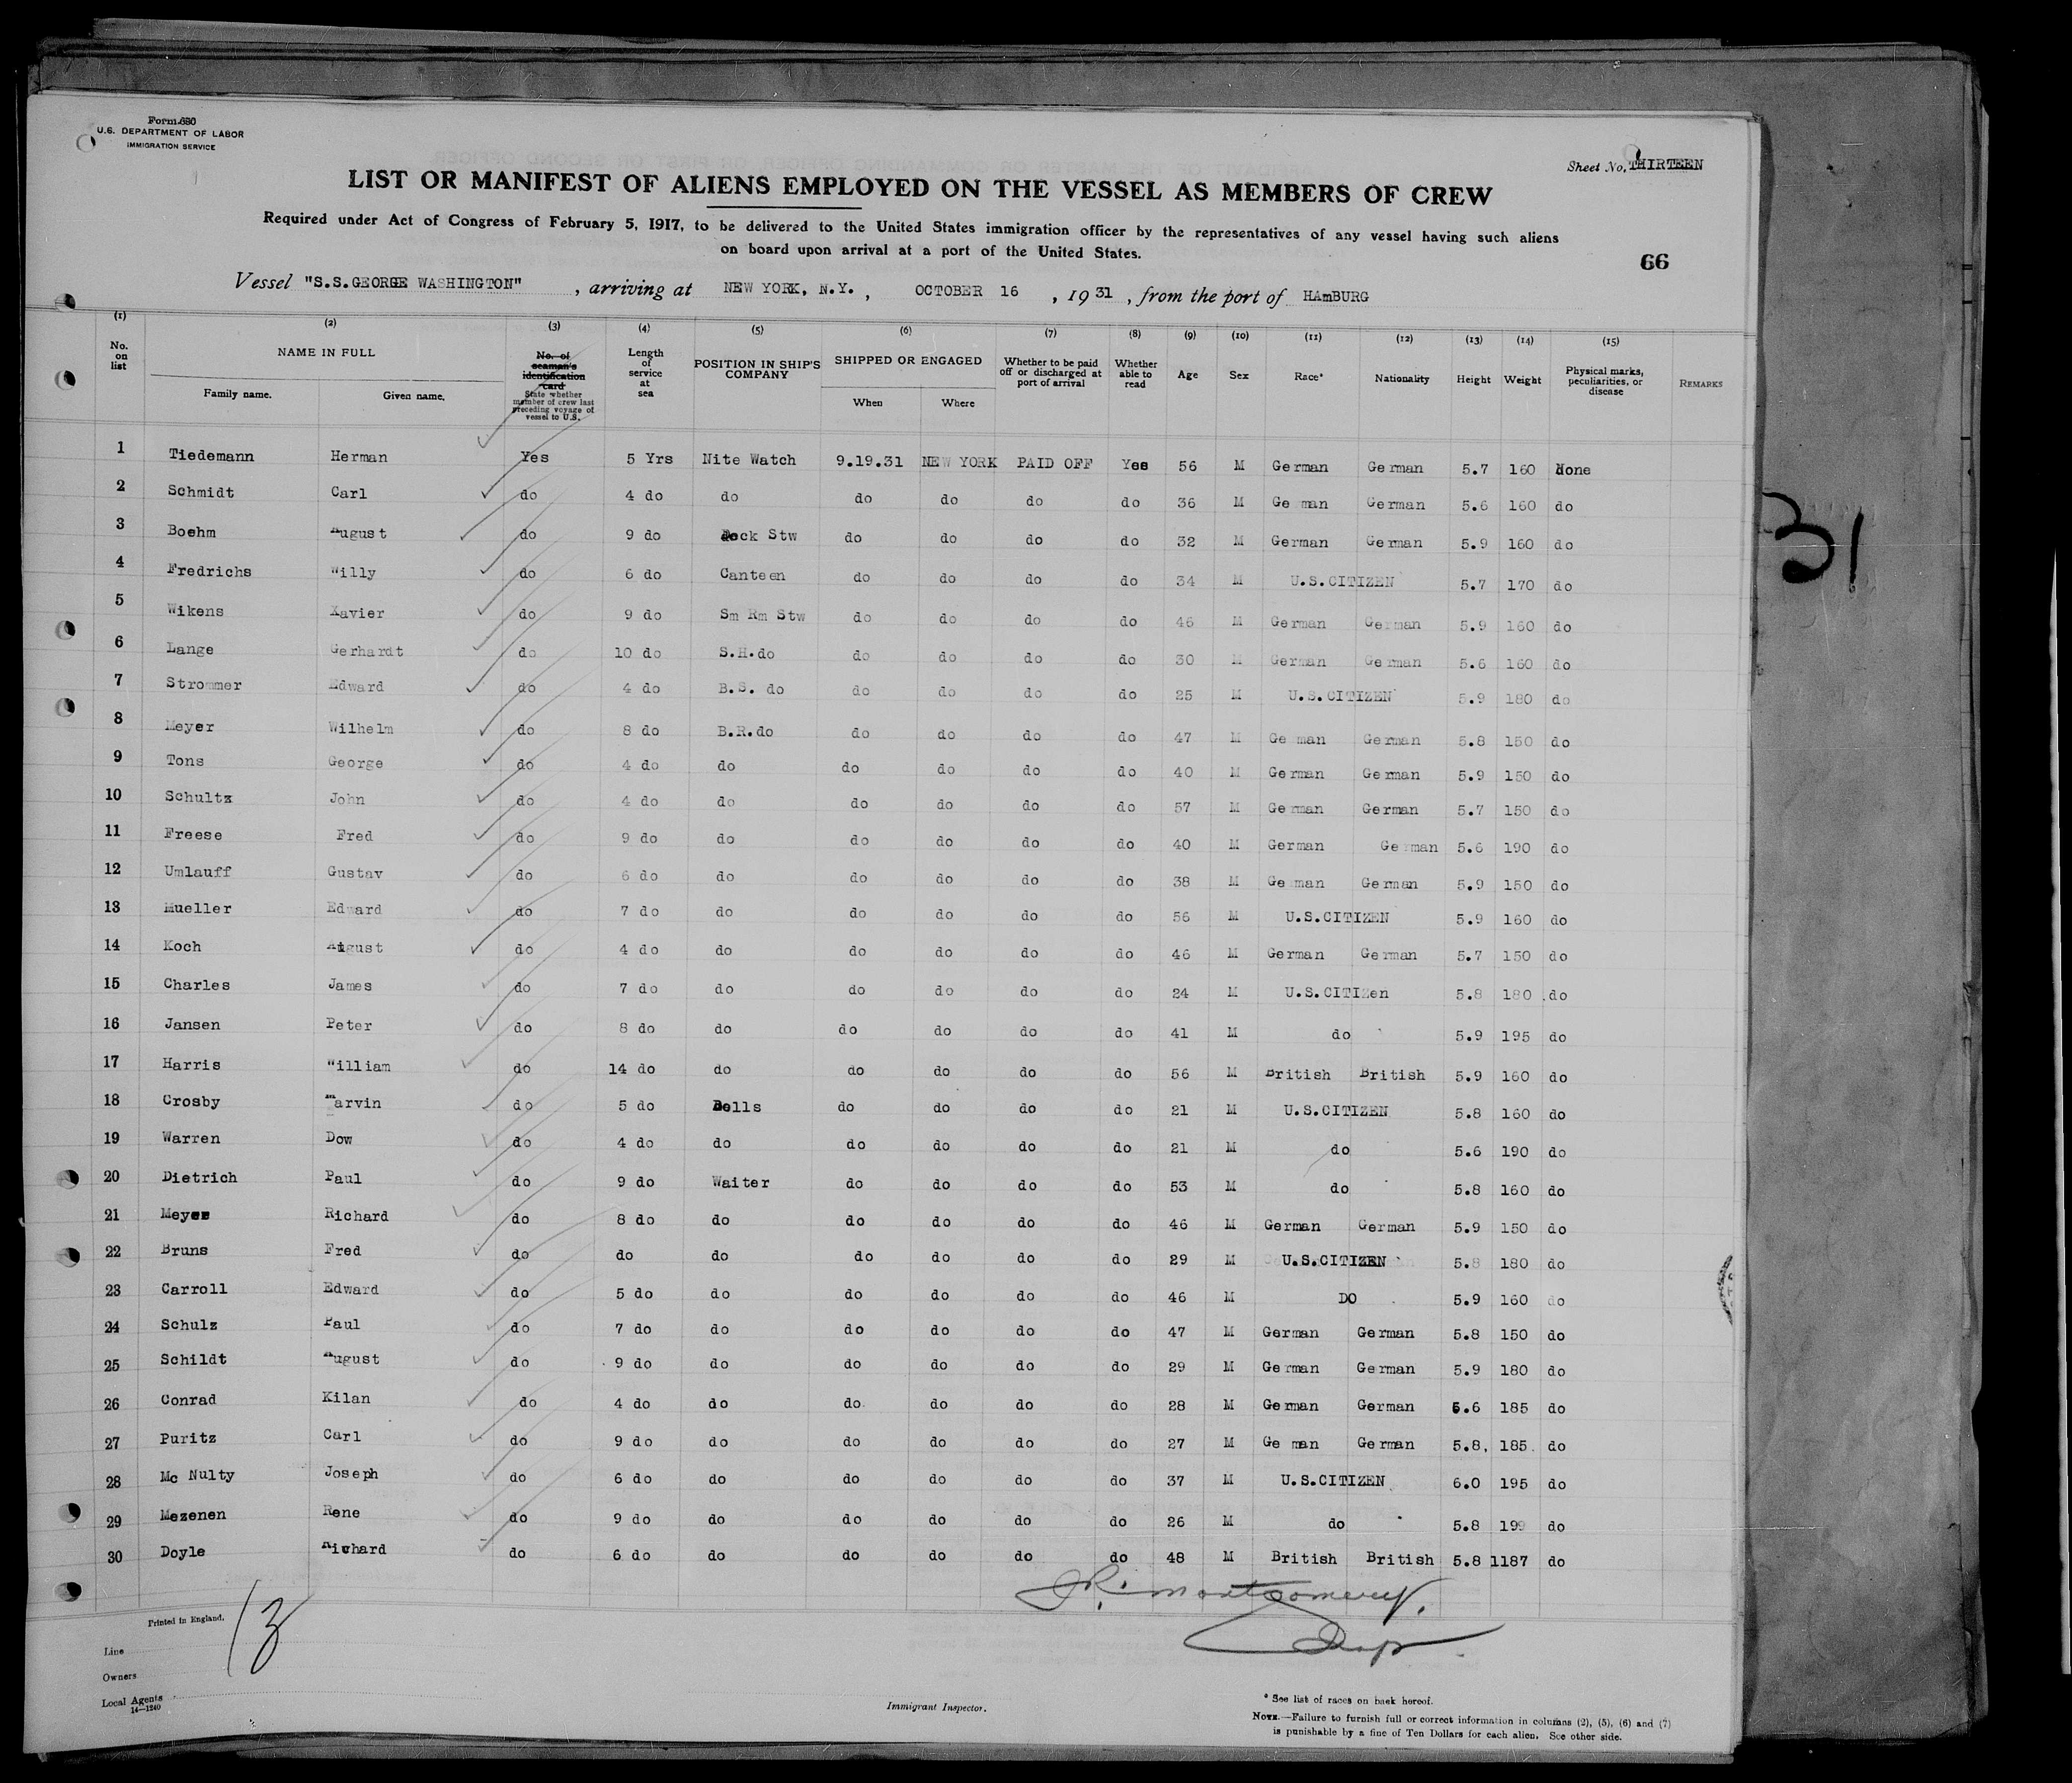 Form 680
U.S. DEPARTMENT OF LABOR
IMMIGRATION SERVICE
Sheet No. THIRTEEN
LIST OR MANIFEST OF ALIENS EMPLOYED ON THE VESSEL AS MEMBERS OF CREW
Required under Act of Congress of February 5, 1917, to be delivered to the United States immigration officer by the representatives of any vessel having such aliens
on board upon arrival at a port of the United States.
66
Vessel "S.S.GEORGE WASHINGTON", arriving at NEW YORK, N.Y., OCTOBER 16, 1931, from the port of HAmBURG
(1) (2) (3) (4) (5) (6) (7) (8) (9) (10) (11) (12) (13) (14) (15)
No. on list NAME IN FULL Family name. Given name. No. of seaman's identification card State whether member of crew last preceding voyage of vessel to U.S. Length of service at sea POSITION IN SHIP'S COMPANY SHIPPED OR ENGAGED When Where Whether to be paid off or discharged at port of arrival Whether able to read Age Sex Race* Nationality Height Weight Physical marks, peculiarities, or disease REMARKS
1 Tiedemann Herman Yes 5 Yrs Nite Watch 9.19.31 NEW YORK PAID OFF Yes 56 M German German 5.7 160 None
2 Schmidt Carl do 4 do do do do do do 36 M Ge man German 5.6 160 do
3 Boehm August do 9 do Deck Stw do do do do 32 M German German 5.9 160 do
4 Fredrichs Willy do 6 do Canteen do do do do 34 M U.S.CITIZEN 5.7 170 do
5 Wikens Xavier do 9 do Sm Rm Stw do do do do 46 M German German 5.9 160 do
6 Lange Gerhardt do 10 do S.H.do do do do do 30 M German German 5.6 160 do
7 Strommer Edward do 4 do B.S. do do do do do 25 M U.S.CITIZEN 5.9 180 do
8 Meyer Wilhelm do 8 do B.R.do do do do do 47 M Ge man German 5.8 150 do
9 Tons George do 4 do do do do do do 40 M German German 5.9 150 do
10 Schultz John do 4 do do do do do do 57 M German German 5.7 150 do
11 Freese Fred do 9 do do do do do do 40 M German German 5.6 190 do
12 Umlauff Gustav do 6 do do do do do do 38 M Ge man German 5.9 150 do
13 Mueller Edward do 7 do do do do do do 56 M U.S.CITIZEN 5.9 160 do
14 Koch August do 4 do do do do do do 46 M German German 5.7 150 do
15 Charles James do 7 do do do do do do 24 M U.S.CITIZen 5.8 180 do
16 Jansen Peter do 8 do do do do do do 41 M do 5.9 195 do
17 Harris William do 14 do do do do do do 56 M British British 5.9 160 do
18 Crosby Marvin do 5 do Bells do do do do 21 M U.S.CITIZEN 5.8 160 do
19 Warren Dow do 4 do do do do do do 21 M do 5.6 190 do
20 Dietrich Paul do 9 do Waiter do do do do 53 M do 5.8 160 do
21 Meyer Richard do 8 do do do do do do 46 M German German 5.9 150 do
22 Bruns Fred do do do do do do do 29 M U.S.CITIZEN 5.8 180 do
23 Carroll Edward do 5 do do do do do do 46 M DO 5.9 160 do
24 Schulz Paul do 7 do do do do do do 47 M German German 5.8 150 do
25 Schildt August do 9 do do do do do do 29 M German German 5.9 180 do
26 Conrad Kilan do 4 do do do do do do 28 M German German 5.6 185 do
27 Puritz Carl do 9 do do do do do do 27 M Ge man German 5.8, 185. do
28 Mc Nulty Joseph do 6 do do do do do do 37 M U.S.CITIZEN 6.0 195 do
29 Mezenen Rene do 9 do do do do do do 26 M do 5.8 199 do
30 Doyle Richard do 6 do do do do do do 48 M British British 5.8 1187 do
Montgomery.
Printed in England.
13
Line
Owners
Local Agents
14—1240
Immigrant Inspector.
* See list of races on back hereof.
NOTE.—Failure to furnish full or correct information in columns (2), (5), (6) and (7)
is punishable by a fine of Ten Dollars for each alien. See other side.